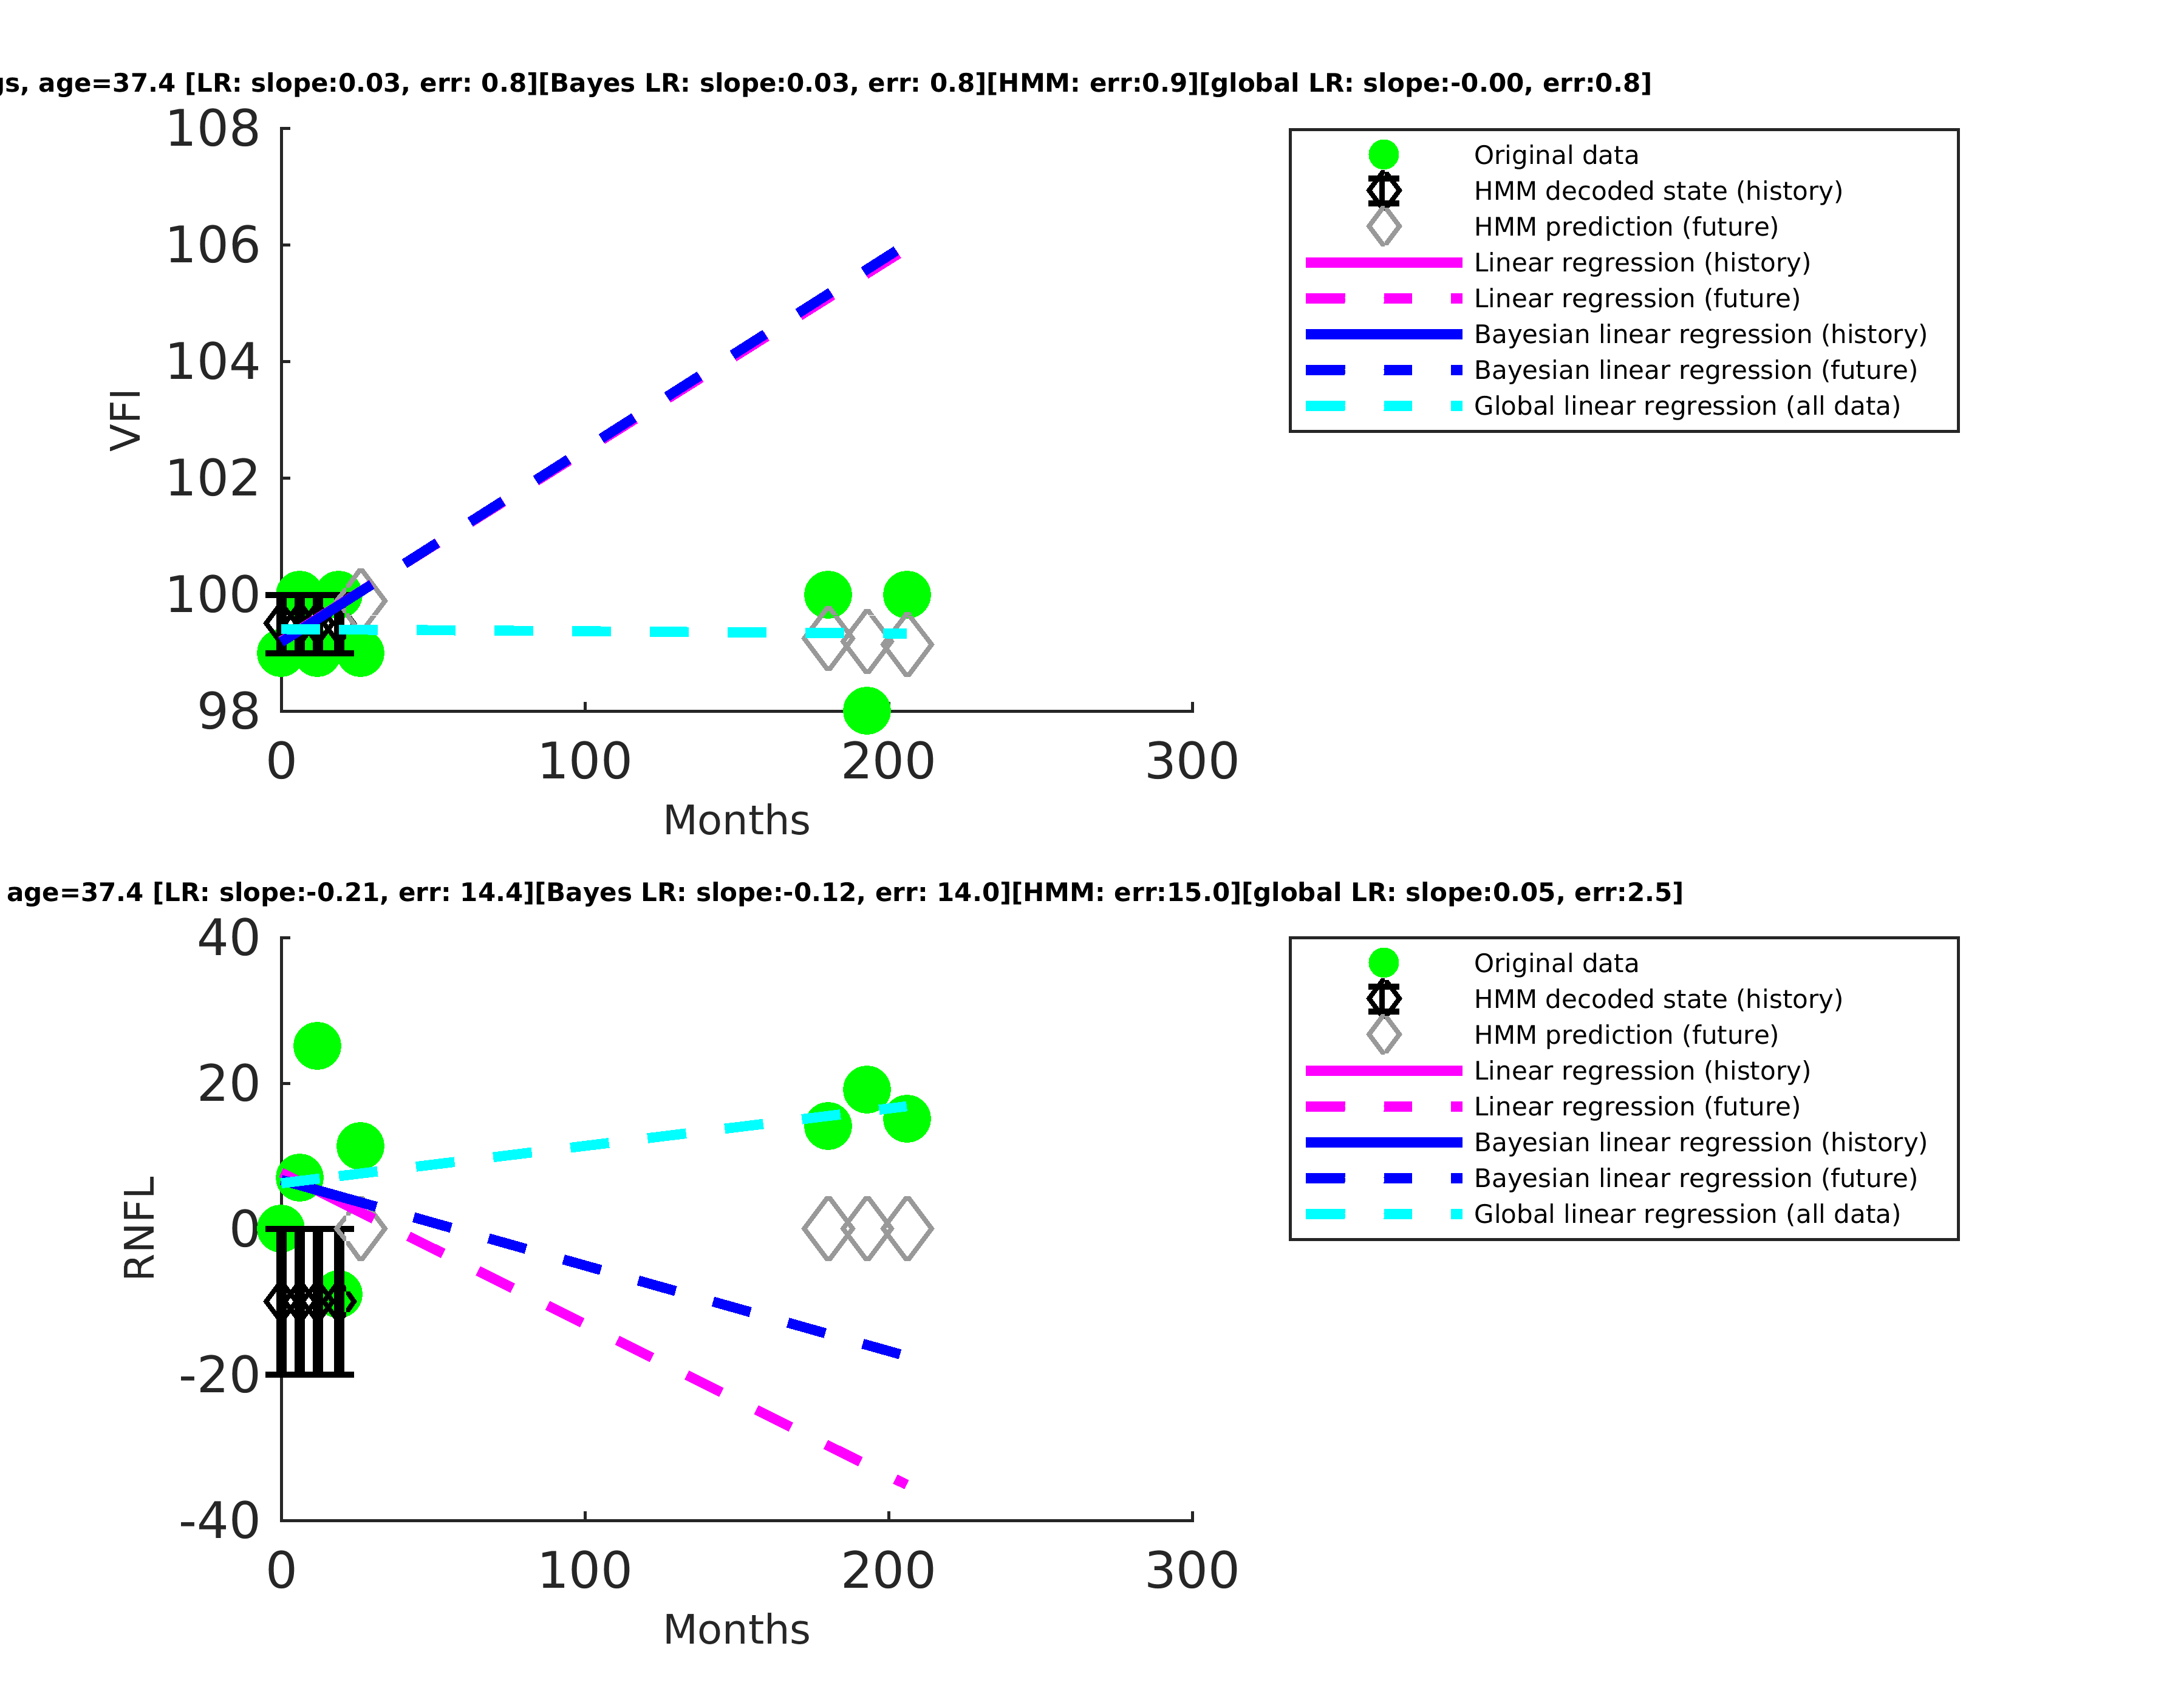 age=37.4 [LR: slope:0.03, err: 0.8][Bayes LR: slope:0.03, err: 0.8][HMM: err:0.9][global LR: slope:-0.00, err:0.8]
108
106
104
102
100
98
VFI
0 100 200 300
Months
Original data
HMM decoded state (history)
HMM prediction (future)
Linear regression (history)
Linear regression (future)
Bayesian linear regression (history)
Bayesian linear regression (future)
Global linear regression (all data)
age=37.4 [LR: slope:-0.21, err: 14.4][Bayes LR: slope:-0.12, err: 14.0][HMM: err:15.0][global LR: slope:0.05, err:2.5]
40
20
0
-20
-40
RNFL
0 100 200 300
Months
Original data
HMM decoded state (history)
HMM prediction (future)
Linear regression (history)
Linear regression (future)
Bayesian linear regression (history)
Bayesian linear regression (future)
Global linear regression (all data)